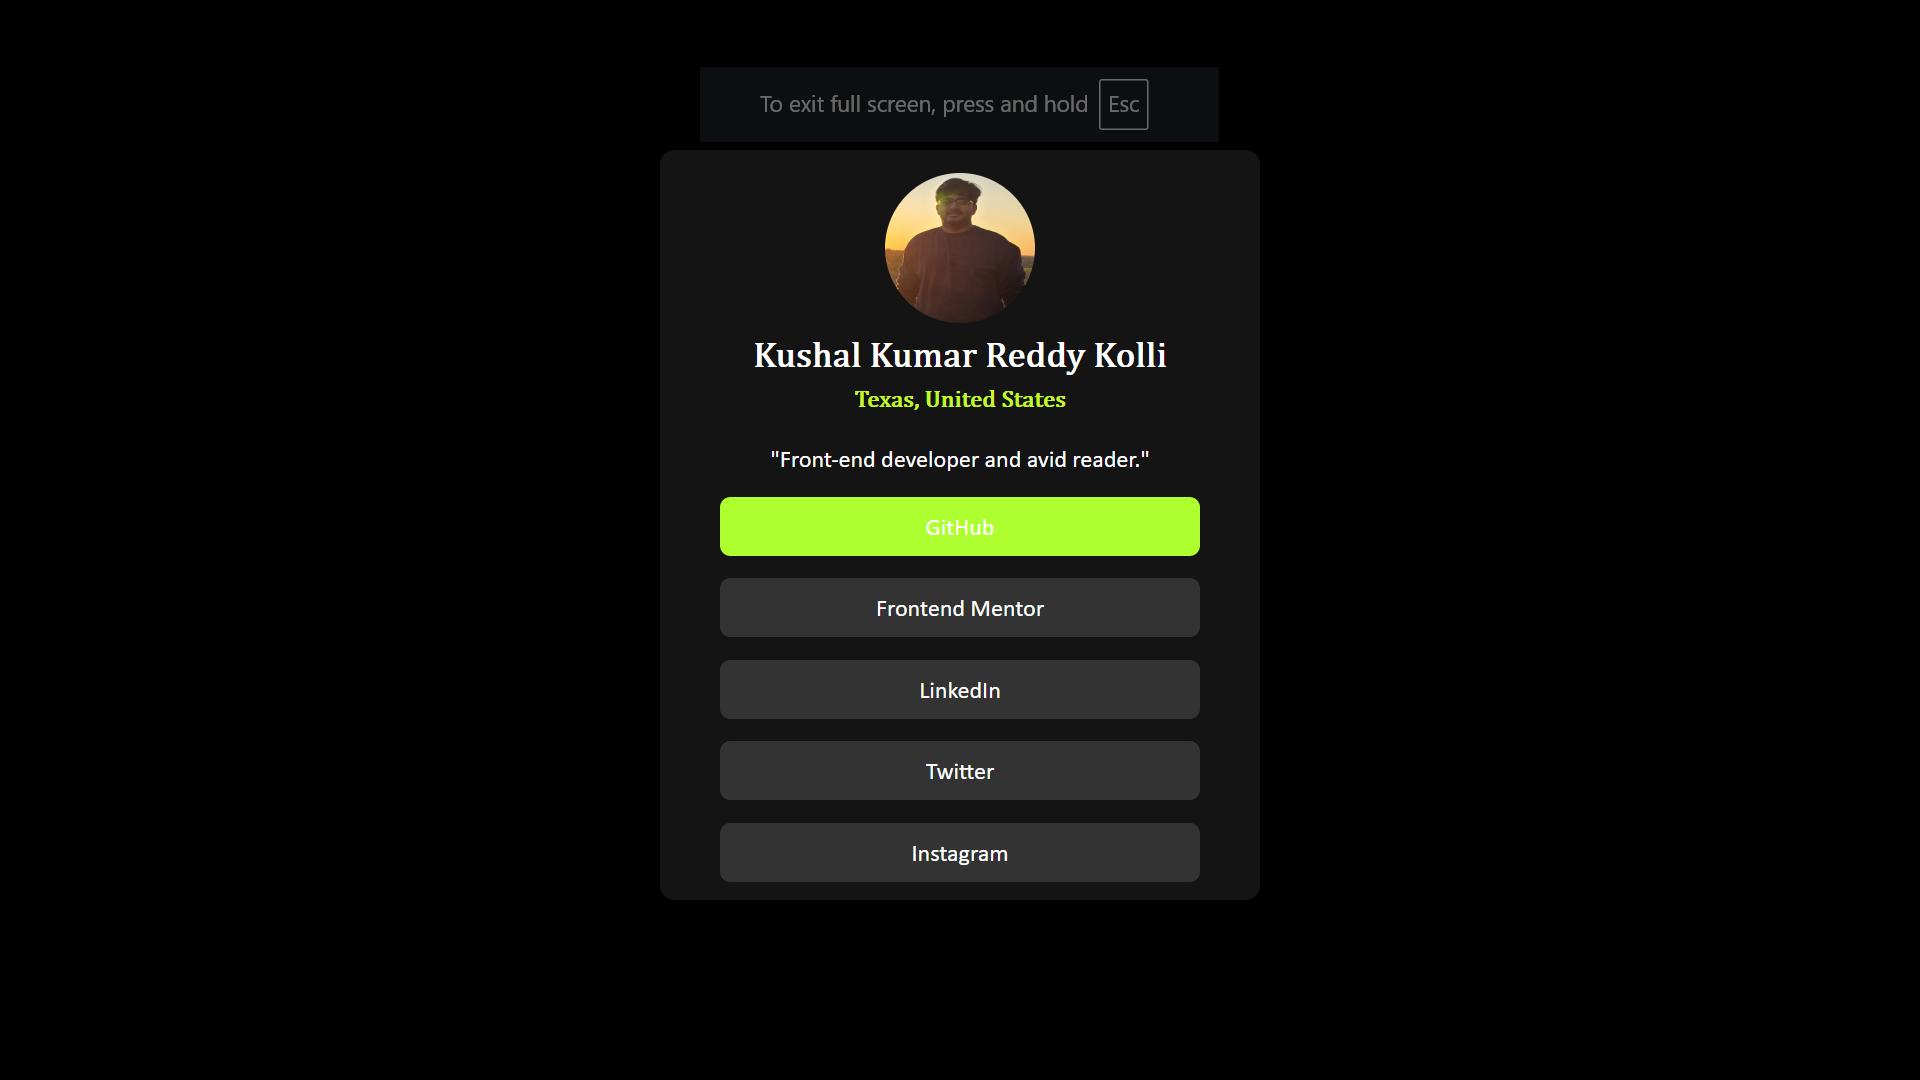 To exit full screen, press and hold Esc
Kushal Kumar Reddy Kolli
Texas, United States
"Front-end developer and avid reader."
GitHub
Frontend Mentor
LinkedIn
Twitter
Instagram